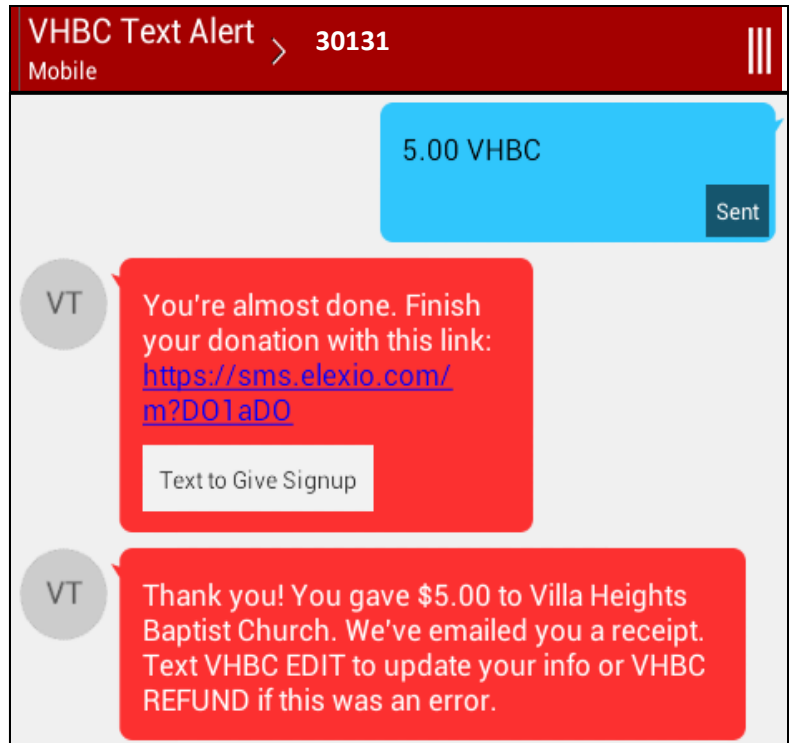 VHBC Text Alert > 30131
Mobile
5.00 VHBC
Sent
VT
You're almost done. Finish
your donation with this link:
https://sms.elexio.com/
m?DO1aDO
Text to Give Signup
VT
Thank you! You gave $5.00 to Villa Heights
Baptist Church. We've emailed you a receipt.
Text VHBC EDIT to update your info or VHBC
REFUND if this was an error.